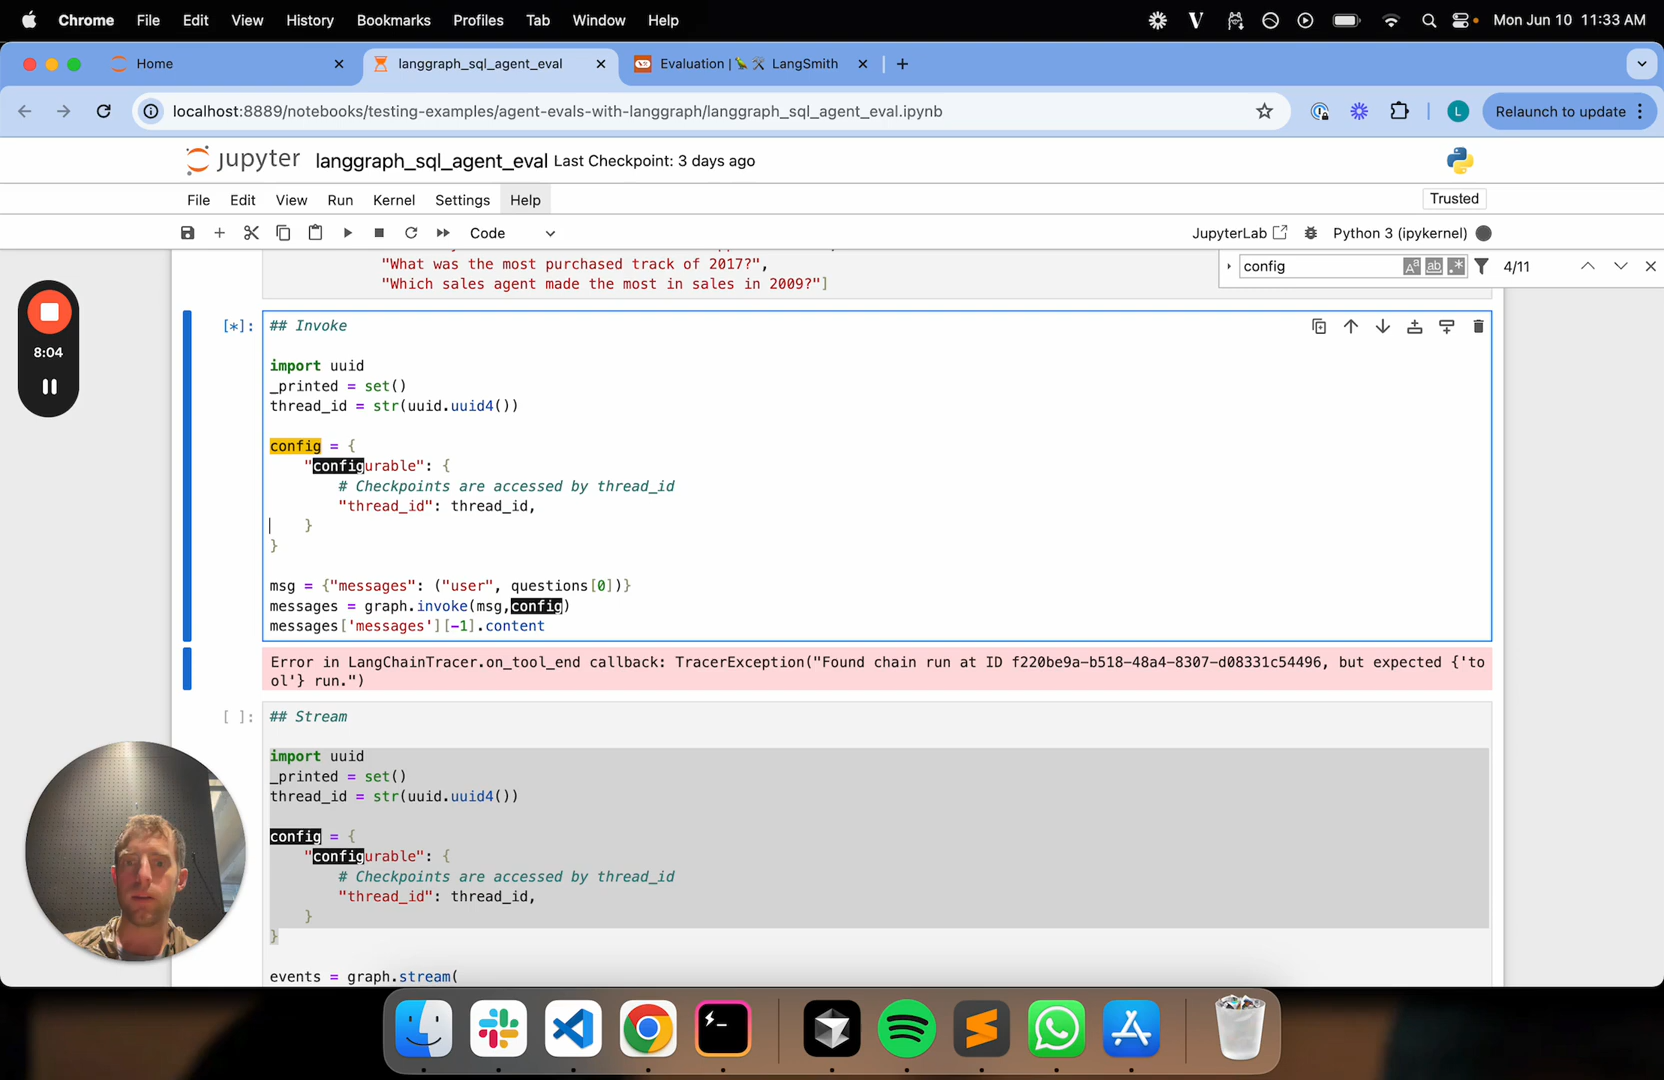 Chrome File Edit View History Bookmarks Profiles Tab Window Help Mon Jun 10 11:33 AM
Home langgraph_sql_agent_eval Evaluation | LangSmith
localhost:8889/notebooks/testing-examples/agent-evals-with-langgraph/langgraph_sql_agent_eval.ipynb L Relaunch to update
jupyter langgraph_sql_agent_eval Last Checkpoint: 3 days ago
File Edit View Run Kernel Settings Help Trusted
Code JupyterLab Python 3 (ipykernel)
config Aa ab .* 4/11
"What was the most purchased track of 2017?",
"Which sales agent made the most in sales in 2009?"]
8:04
[*]: ## Invoke
import uuid
_printed = set()
thread_id = str(uuid.uuid4())
config = {
"configurable": {
# Checkpoints are accessed by thread_id
"thread_id": thread_id,
}
}
msg = {"messages": ("user", questions[0])}
messages = graph.invoke(msg,config)
messages['messages'][-1].content
Error in LangChainTracer.on_tool_end callback: TracerException("Found chain run at ID f220be9a-b518-48a4-8307-d08331c54496, but expected {'to
ol'} run.")
[ ]: ## Stream
import uuid
_printed = set()
thread_id = str(uuid.uuid4())
config = {
"configurable": {
# Checkpoints are accessed by thread_id
"thread_id": thread_id,
}
}
events = graph.stream(